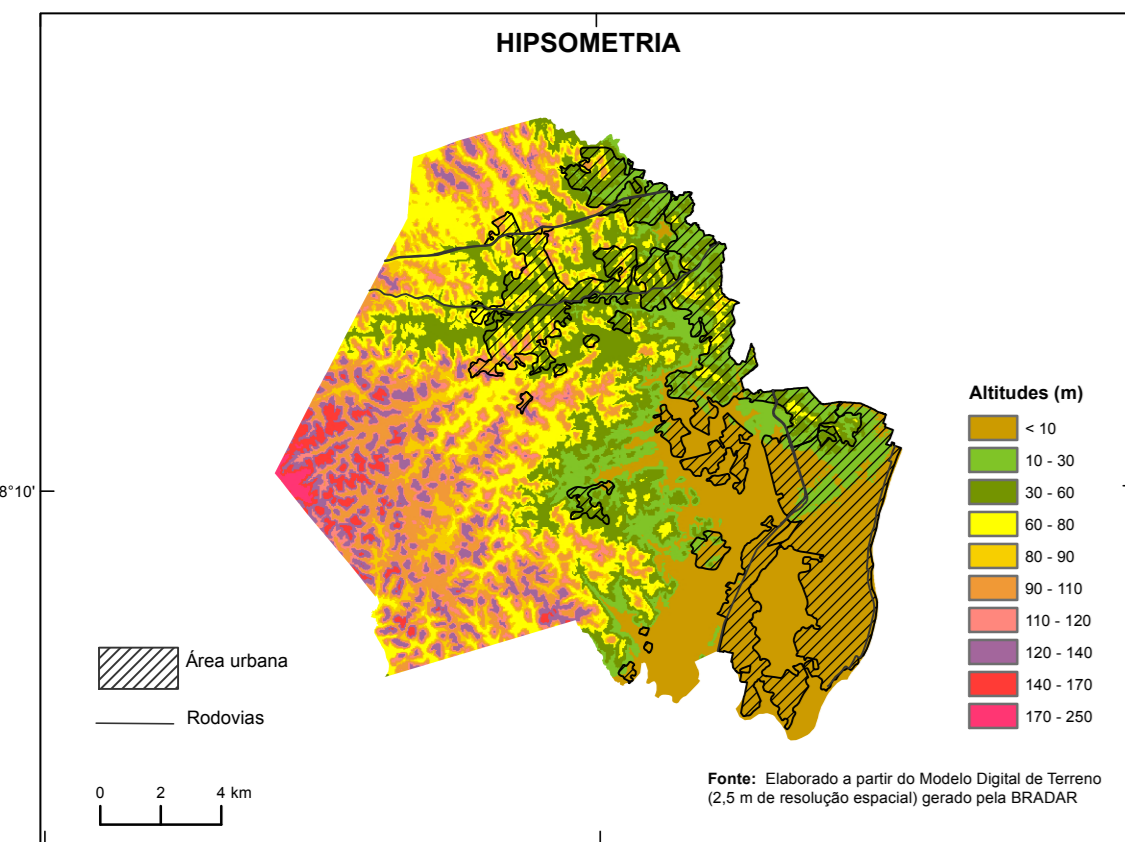 HIPSOMETRIA
8°10'
Altitudes (m)
< 10
10 - 30
30 - 60
60 - 80
80 - 90
90 - 110
110 - 120
120 - 140
140 - 170
170 - 250
Área urbana
Rodovias
0 2 4 km
Fonte: Elaborado a partir do Modelo Digital de Terreno
(2,5 m de resolução espacial) gerado pela BRADAR